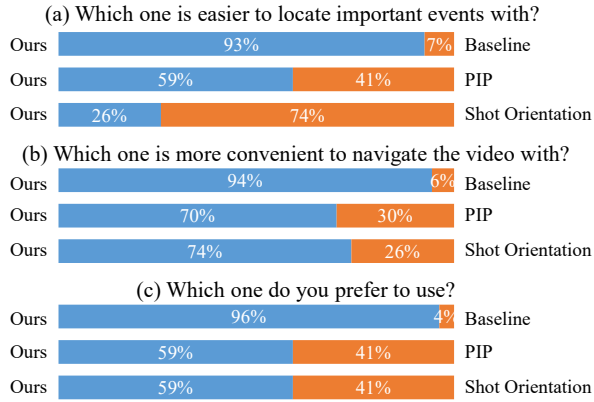 (a) Which one is easier to locate important events with?
Ours 93% 7% Baseline
Ours 59% 41% PIP
Ours 26% 74% Shot Orientation
(b) Which one is more convenient to navigate the video with?
Ours 94% 6% Baseline
Ours 70% 30% PIP
Ours 74% 26% Shot Orientation
(c) Which one do you prefer to use?
Ours 96% 4% Baseline
Ours 59% 41% PIP
Ours 59% 41% Shot Orientation